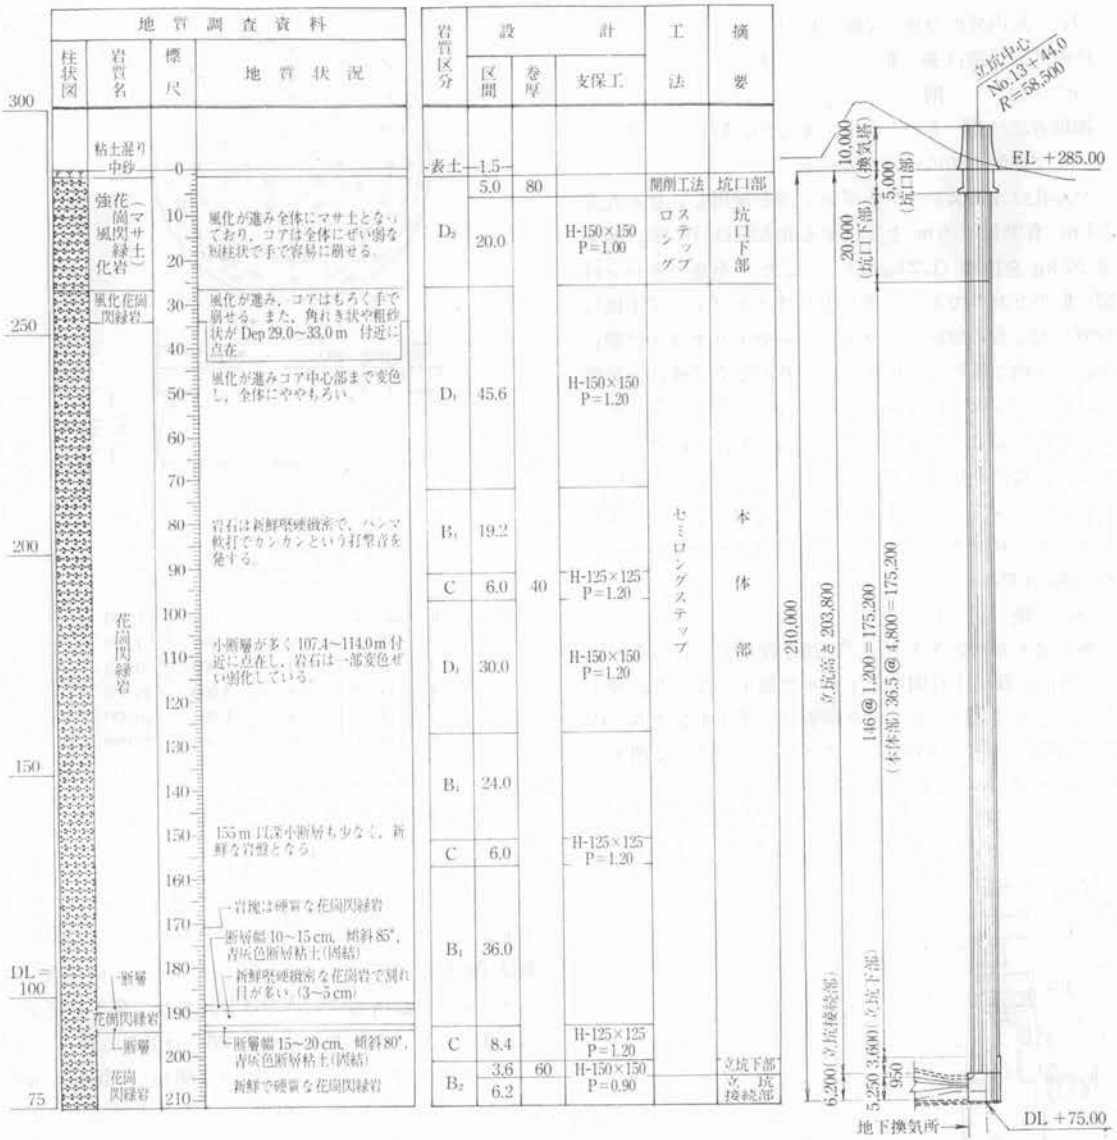 地質調査資料
柱状図
岩質名
標尺
地質状況
岩質区分
設計
区間
巻厚
支保工
工法
摘要
300
250
200
150
DL=
100
75
粘土混り
中砂
強風化
花崗閃緑岩
(マサ土)
風化花崗
閃緑岩
花崗閃緑岩
断層
花崗閃緑岩
断層
花崗
閃緑岩
0
10
20
30
40
50
60
70
80
90
100
110
120
130
140
150
160
170
180
190
200
210
風化が進み全体にマサ土となっ
ており、コアは全体にぜい弱な
短柱状で手で容易に崩せる。
風化が進み、コアはもろく手で
崩せる。また、角れき状や粗砂
状が Dep 29.0~33.0 m 付近に
点在。
風化が進みコア中心部まで変色
し、全体にややもろい。
岩石は新鮮堅硬緻密で、ハンマ
軟打でカンカンという打撃音を
発する。
小断層が多く 107.4~114.0 m 付
近に点在し、岩石は一部変色ぜ
い弱化している。
155 m 以深小断層も少なく、新
鮮な岩盤となる。
岩塊は硬質な花崗閃緑岩
断層幅 10~15 cm, 傾斜 85°,
青灰色断層粘土(固結)
新鮮堅硬緻密な花崗岩で割れ
目が多い (3~5 cm)
断層幅 15~20 cm, 傾斜 80°,
青灰色断層粘土(固結)
新鮮で硬質な花崗閃緑岩
表土 1.5
5.0 80 開削工法 坑口部
D₂ 20.0 H-150×150
P=1.00
ロングステップ
坑口下部
D₁ 45.6 H-150×150
P=1.20
B₁ 19.2
C 6.0 40 H-125×125
P=1.20
D₁ 30.0 H-150×150
P=1.20
B₁ 24.0
C 6.0 H-125×125
P=1.20
B₁ 36.0
C 8.4 H-125×125
P=1.20
セミロングステップ
本体部
3.6 60 H-150×150 立坑下部
B₂ 6.2 P=0.90 立坑
接続部
立坑中心
No.13+44.0
R=58,500
EL +285.00
10,000
(換気塔)
5,000
(坑口部)
20,000
(坑口下部)
210,000
立坑高さ 203,800
146 @ 1,200 = 175,200
(本体部) 36.5 @ 4,800 = 175,200
6,200 (立坑接続部)
3,600 (立坑下部)
5,250
950
地下換気所
DL +75.00